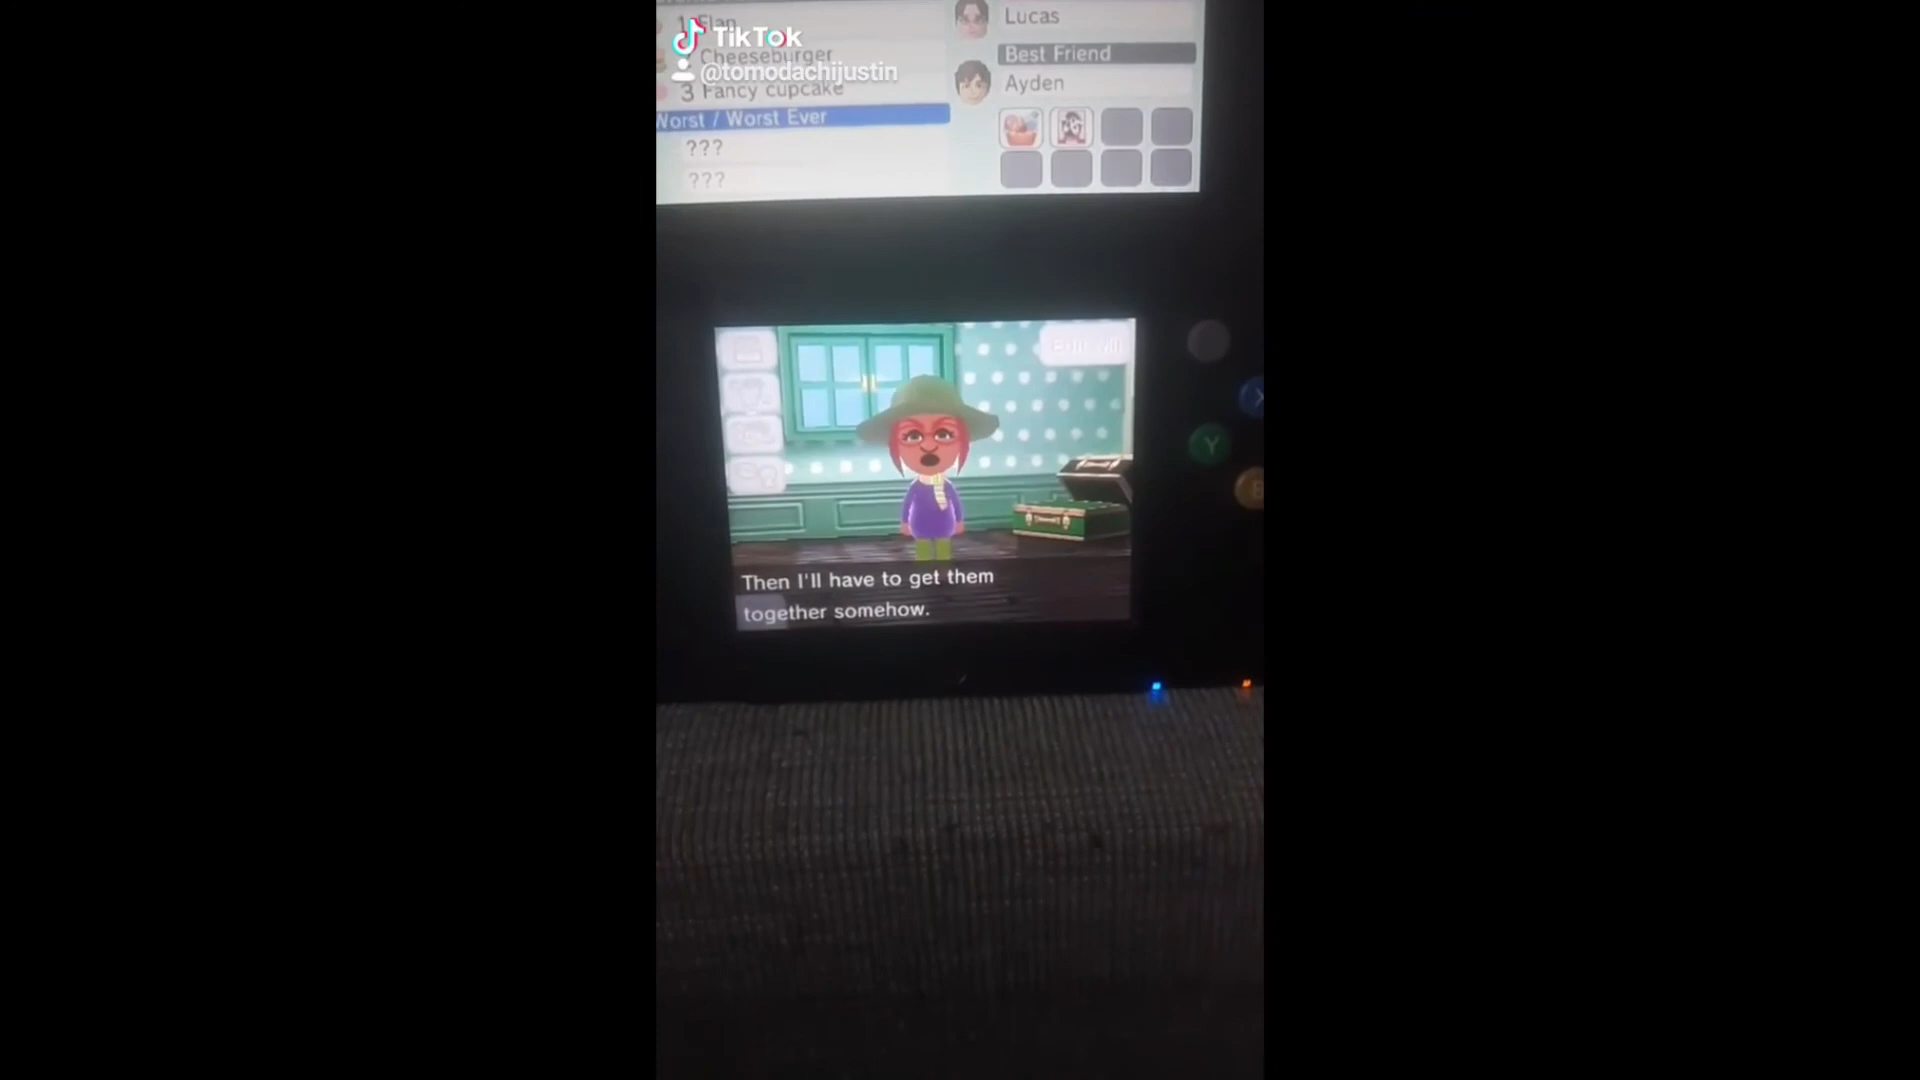 1 Flan
TikTok
Cheeseburger
@tomodachijustin
3 Fancy cupcake
Worst / Worst Ever
???
???
Lucas
Best Friend
Ayden
Then I'll have to get them
together somehow.
Y
X
B